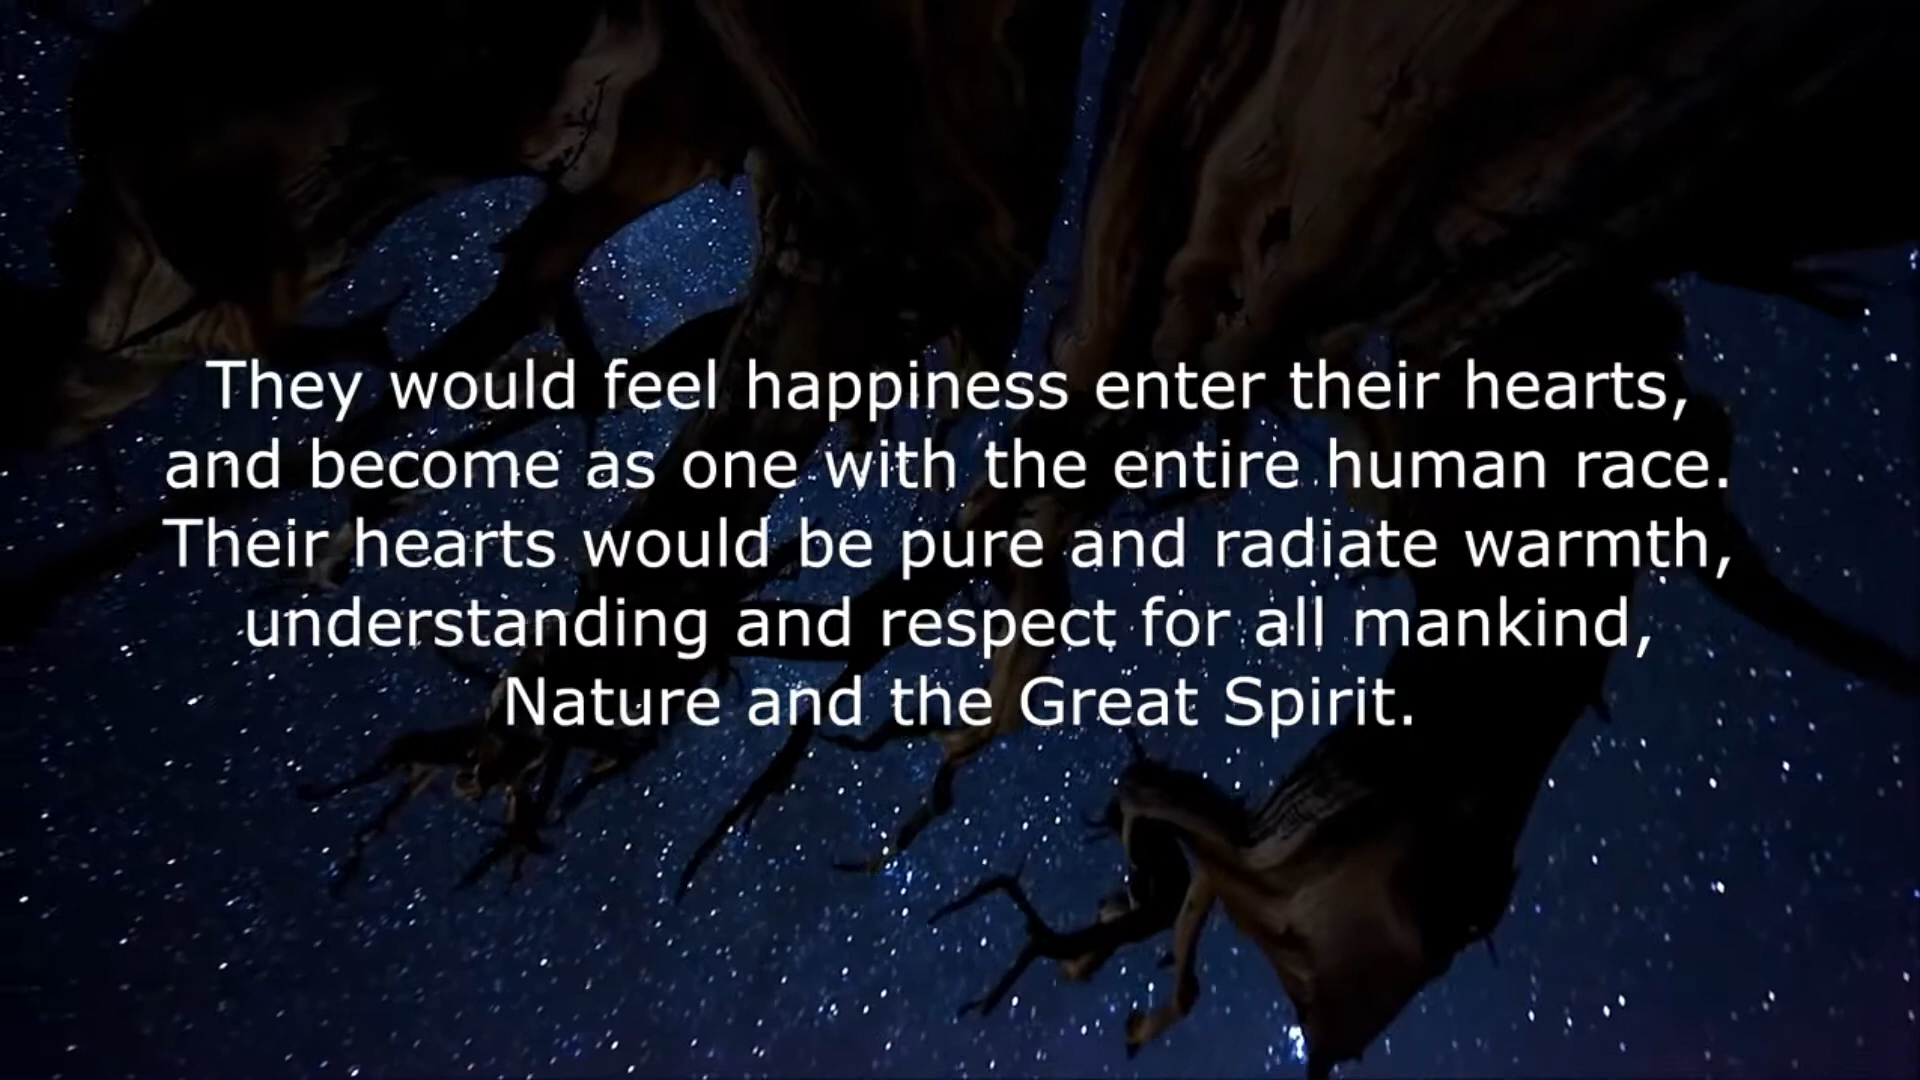 They would feel happiness enter their hearts,
and become as one with the entire human race.
Their hearts would be pure and radiate warmth,
understanding and respect for all mankind,
Nature and the Great Spirit.